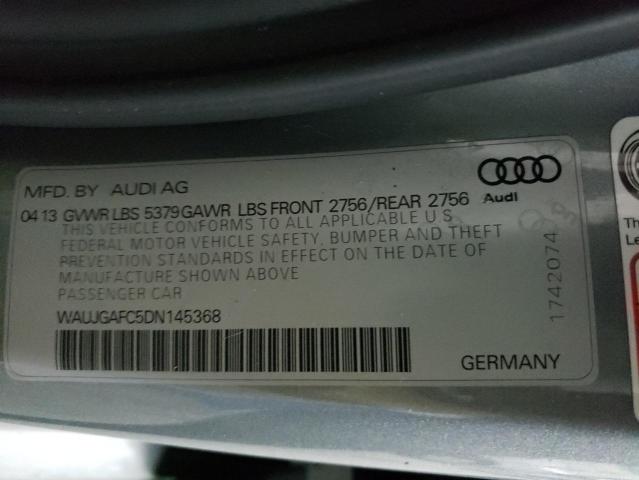 MFD. BY AUDI AG
04 13 GVWR LBS 5379 GAWR LBS FRONT 2756/REAR 2756
Audi
THIS VEHICLE CONFORMS TO ALL APPLICABLE U S
FEDERAL MOTOR VEHICLE SAFETY, BUMPER AND THEFT
PREVENTION STANDARDS IN EFFECT ON THE DATE OF
MANUFACTURE SHOWN ABOVE
PASSENGER CAR
WAUJGAFC5DN145368
GERMANY
1742074
Th
Le